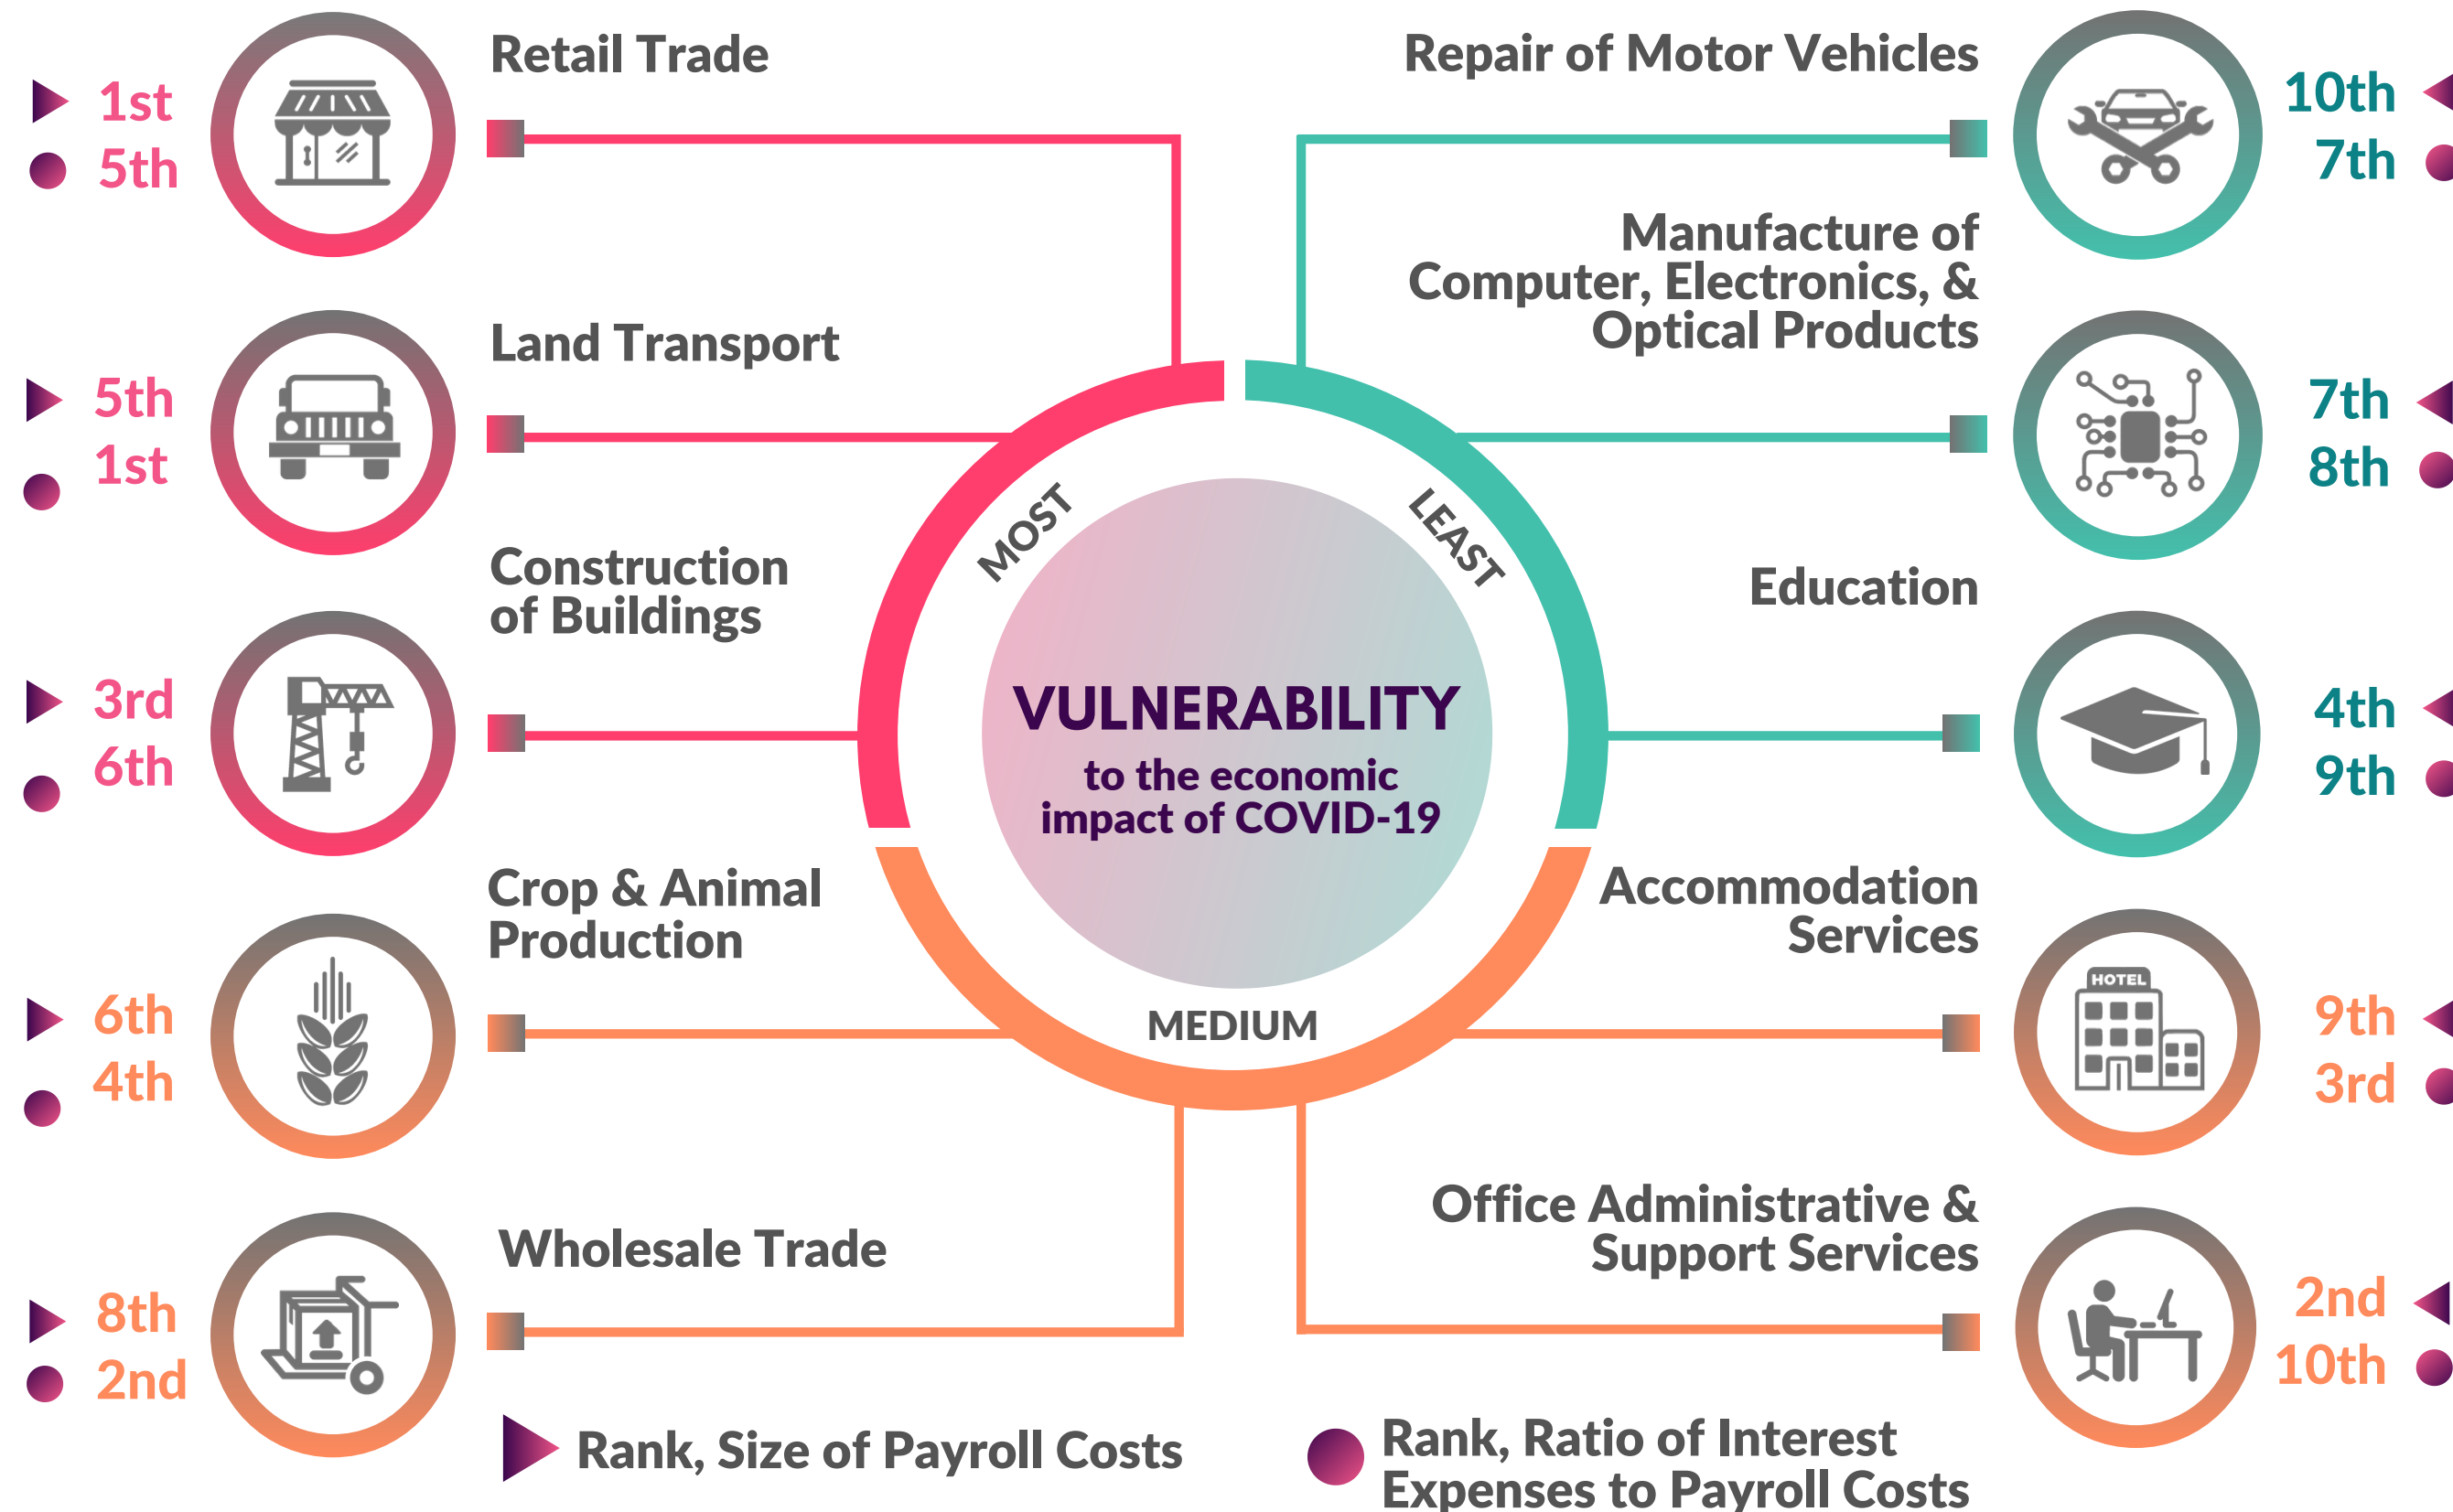 Retail Trade
1st
5th
Land Transport
5th
1st
Construction
of Buildings
3rd
6th
Crop & Animal
Production
6th
4th
Wholesale Trade
8th
2nd
Repair of Motor Vehicles
10th
7th
Manufacture of
Computer, Electronics, &
Optical Products
7th
8th
Education
4th
9th
Accommodation
Services
HOTEL
9th
3rd
Office Administrative &
Support Services
2nd
10th
MOST
LEAST
VULNERABILITY
to the economic
impact of COVID-19
MEDIUM
Rank, Size of Payroll Costs
Rank, Ratio of Interest
Expenses to Payroll Costs